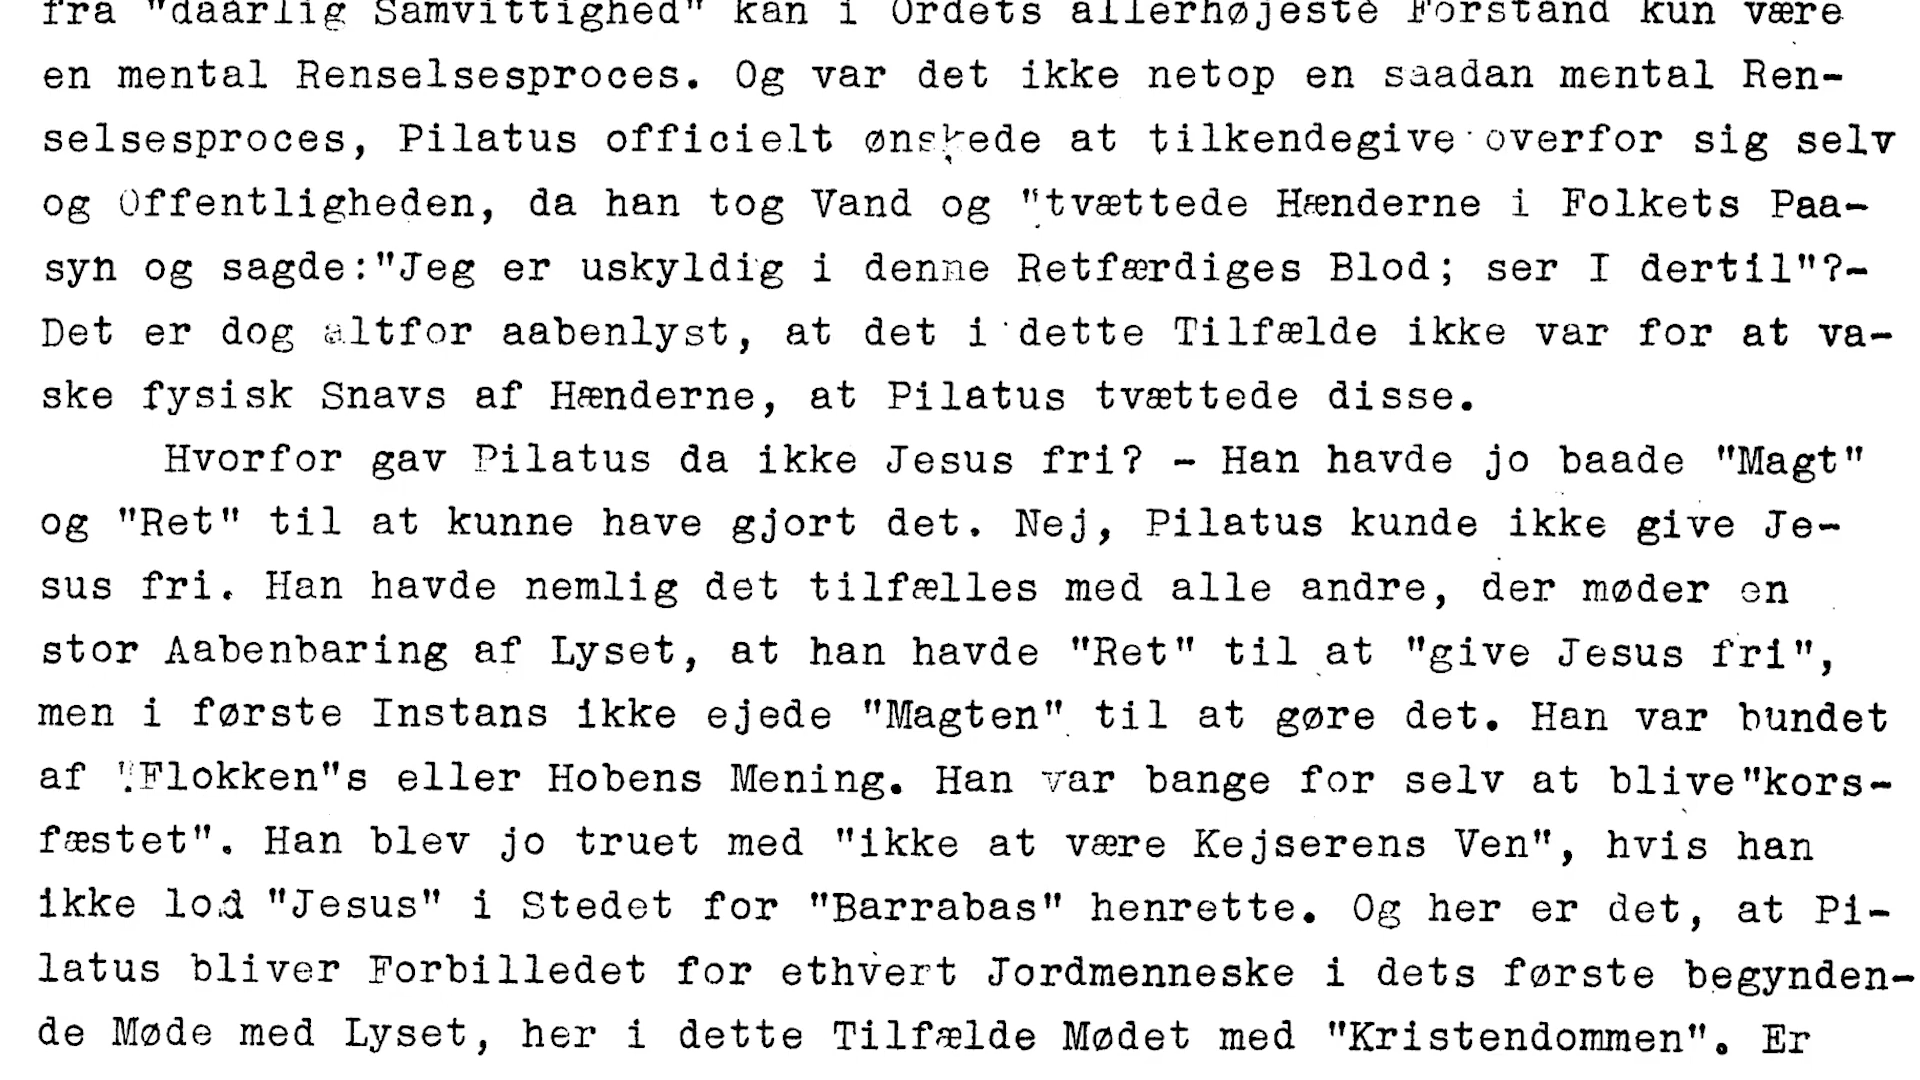 fra "daarlig Samvittighed" kan i Ordets allerhøjeste Forstand kun være
en mental Renselsesproces. Og var det ikke netop en saadan mental Ren-
selsesproces, Pilatus officielt ønskede at tilkendegive overfor sig selv
og Offentligheden, da han tog Vand og "tvættede Hænderne i Folkets Paa-
syn og sagde:"Jeg er uskyldig i denne Retfærdiges Blod; ser I dertil"?-
Det er dog altfor aabenlyst, at det i dette Tilfælde ikke var for at va-
ske fysisk Snavs af Hænderne, at Pilatus tvættede disse.
Hvorfor gav Pilatus da ikke Jesus fri? - Han havde jo baade "Magt"
og "Ret" til at kunne have gjort det. Nej, Pilatus kunde ikke give Je-
sus fri. Han havde nemlig det tilfælles med alle andre, der møder en
stor Aabenbaring af Lyset, at han havde "Ret" til at "give Jesus fri",
men i første Instans ikke ejede "Magten" til at gøre det. Han var bundet
af "Flokken"s eller Hobens Mening. Han var bange for selv at blive"kors-
fæstet". Han blev jo truet med "ikke at være Kejserens Ven", hvis han
ikke lod "Jesus" i Stedet for "Barrabas" henrette. Og her er det, at Pi-
latus bliver Forbilledet for ethvert Jordmenneske i dets første begynden-
de Møde med Lyset, her i dette Tilfælde Mødet med "Kristendommen". Er